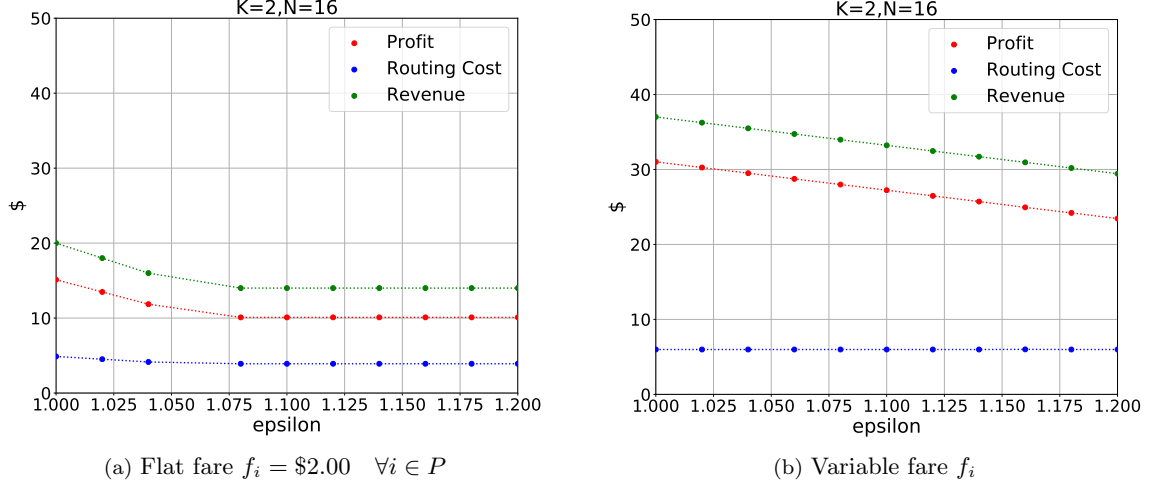 K=2,N=16
50
40
30
20
10
0
$
Profit
Routing Cost
Revenue
1.000 1.025 1.050 1.075 1.100 1.125 1.150 1.175 1.200
epsilon
(a) Flat fare $f_i = \$2.00 \quad \forall i \in P$
K=2,N=16
50
40
30
20
10
0
$
Profit
Routing Cost
Revenue
1.000 1.025 1.050 1.075 1.100 1.125 1.150 1.175 1.200
epsilon
(b) Variable fare $f_i$